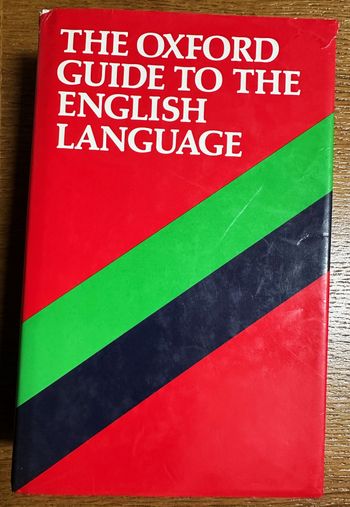 THE OXFORD
GUIDE TO THE
ENGLISH
LANGUAGE